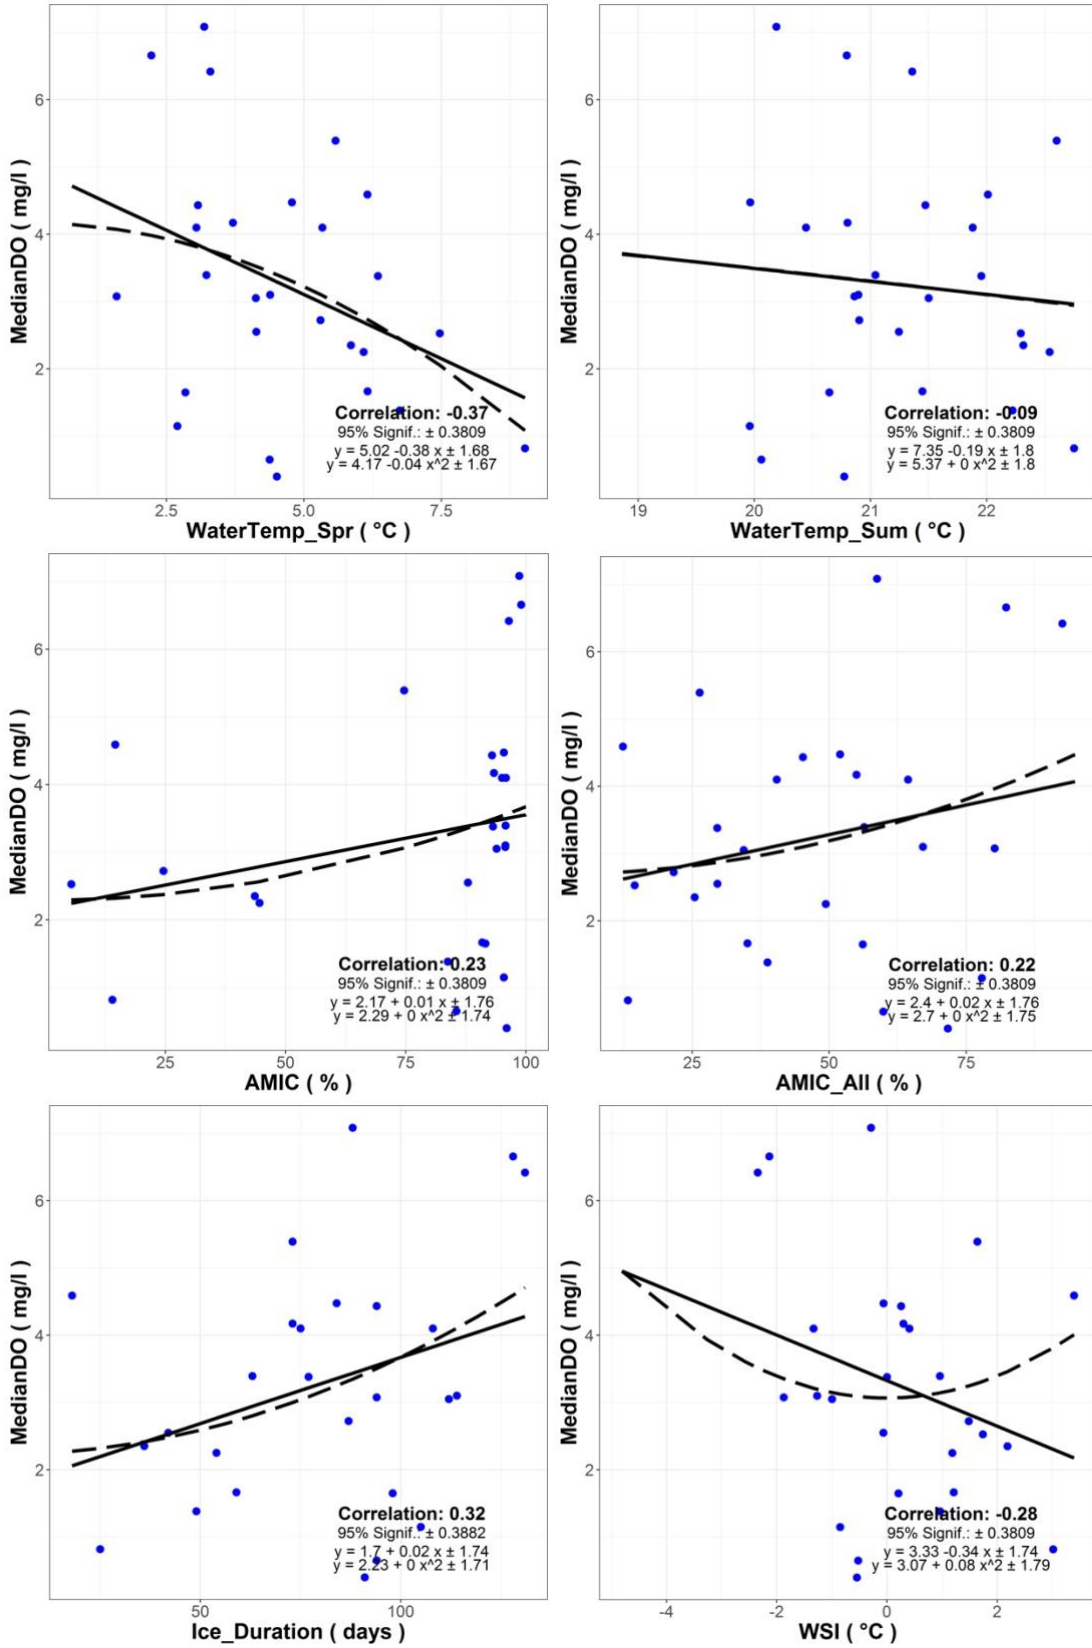 6
4
2
MedianDO ( mg/l )
Correlation: -0.37
95% Signif.: ± 0.3809
y = 5.02 -0.38 x ± 1.68
y = 4.17 -0.04 x^2 ± 1.67
2.5 5.0 7.5
WaterTemp_Spr ( °C )
6
4
2
MedianDO ( mg/l )
Correlation: -0.09
95% Signif.: ± 0.3809
y = 7.35 -0.19 x ± 1.8
y = 5.37 + 0 x^2 ± 1.8
19 20 21 22
WaterTemp_Sum ( °C )
6
4
2
MedianDO ( mg/l )
Correlation: 0.23
95% Signif.: ± 0.3809
y = 2.17 + 0.01 x ± 1.76
y = 2.29 + 0 x^2 ± 1.74
25 50 75 100
AMIC ( % )
6
4
2
MedianDO ( mg/l )
Correlation: 0.22
95% Signif.: ± 0.3809
y = 2.4 + 0.02 x ± 1.76
y = 2.7 + 0 x^2 ± 1.75
25 50 75
AMIC_All ( % )
6
4
2
MedianDO ( mg/l )
Correlation: 0.32
95% Signif.: ± 0.3882
y = 1.7 + 0.02 x ± 1.74
y = 2.23 + 0 x^2 ± 1.71
50 100
Ice_Duration ( days )
6
4
2
MedianDO ( mg/l )
Correlation: -0.28
95% Signif.: ± 0.3809
y = 3.33 -0.34 x ± 1.74
y = 3.07 + 0.08 x^2 ± 1.79
-4 -2 0 2
WSI ( °C )